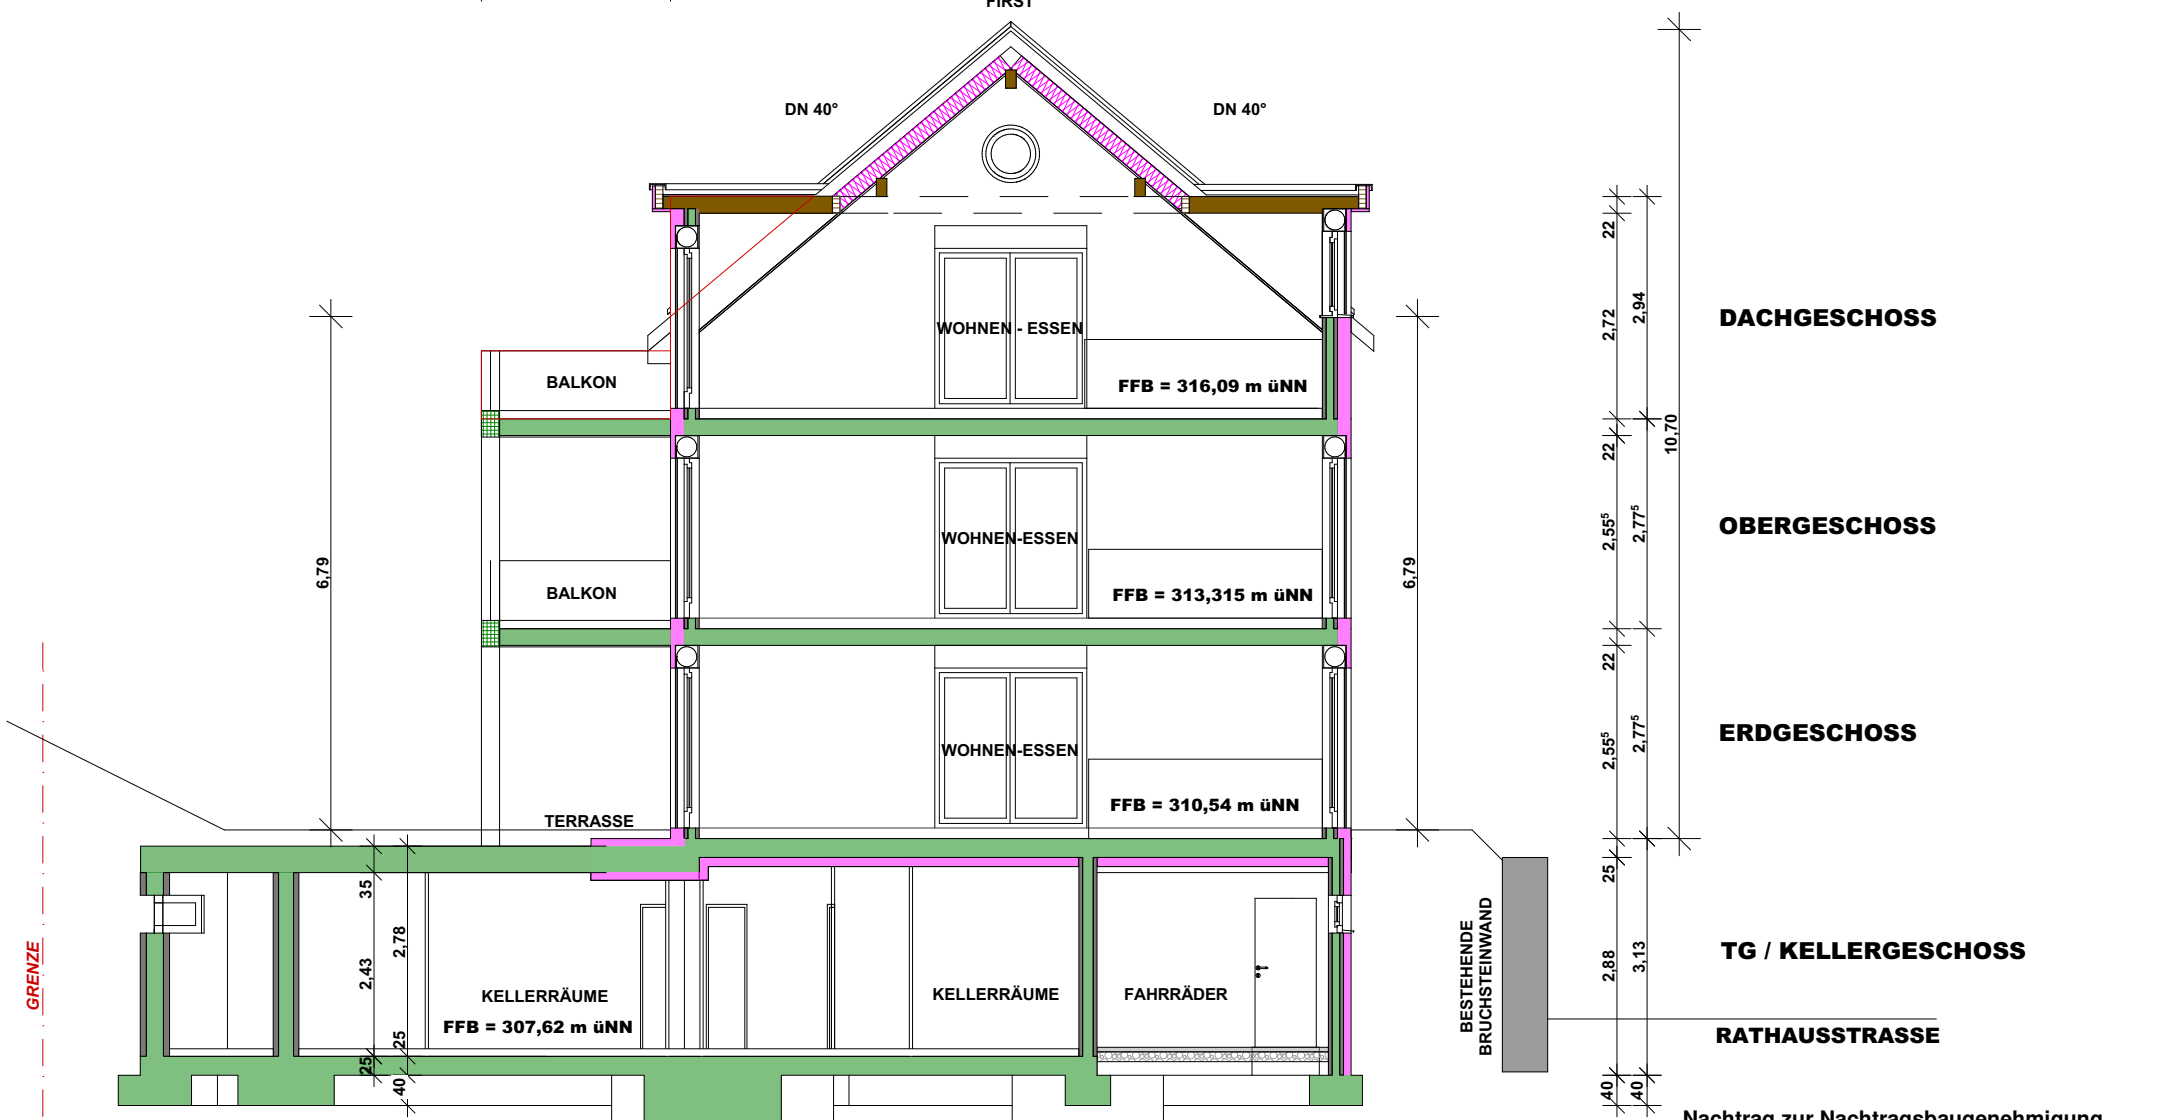 FIRST
DN 40°
DN 40°
WOHNEN - ESSEN
BALKON
FFB = 316,09 m üNN
WOHNEN-ESSEN
BALKON
FFB = 313,315 m üNN
WOHNEN-ESSEN
TERRASSE
FFB = 310,54 m üNN
6,79
6,79
22
2,72
2,94
22
2,55⁵
2,77⁵
22
2,55⁵
2,77⁵
10,70
25
2,88
3,13
40
40
DACHGESCHOSS
OBERGESCHOSS
ERDGESCHOSS
TG / KELLERGESCHOSS
RATHAUSSTRASSE
GRENZE
35
2,43
2,78
25
25
40
KELLERRÄUME
FFB = 307,62 m üNN
KELLERRÄUME
FAHRRÄDER
BESTEHENDE
BRUCHSTEINWAND
Nachtrag zur Nachtragsbaugenehmigung